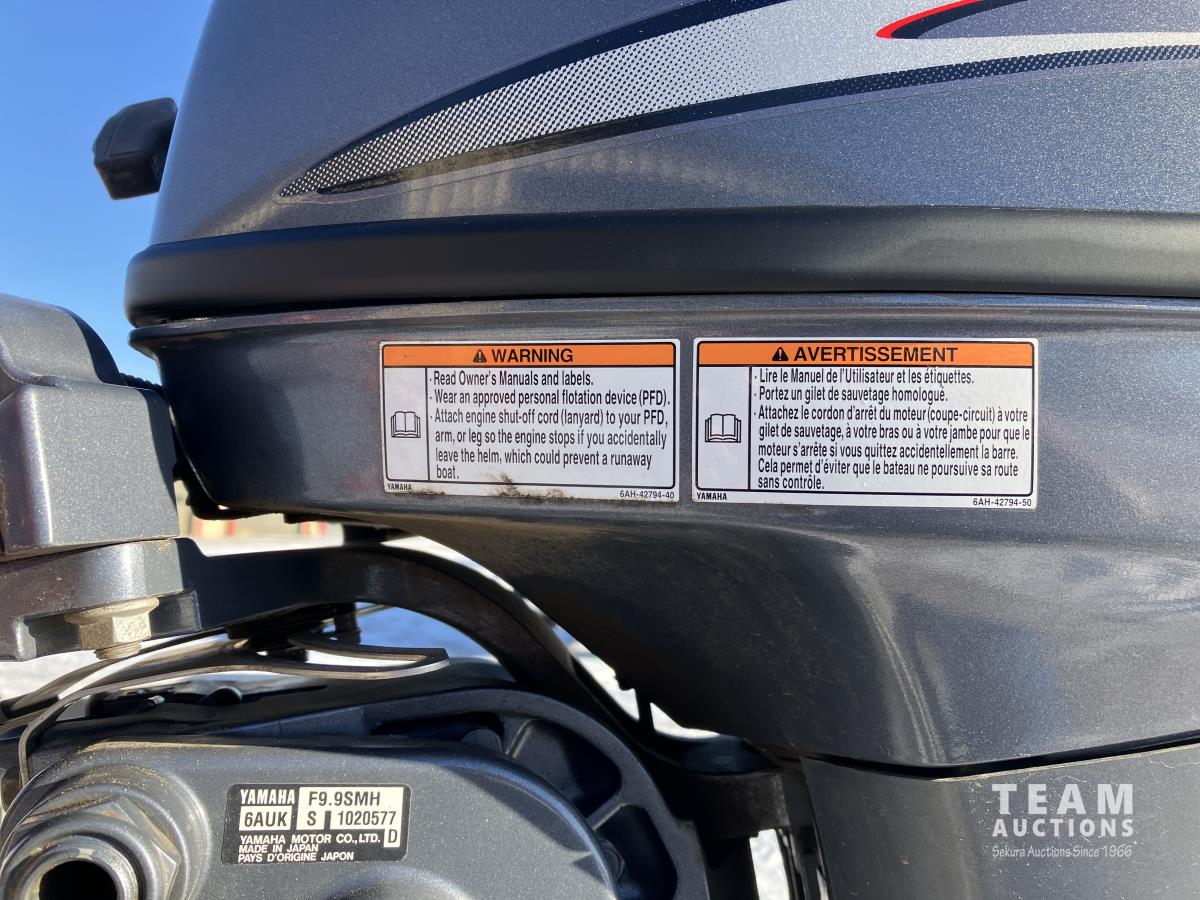 ⚠ WARNING
· Read Owner's Manuals and labels.
· Wear an approved personal flotation device (PFD).
· Attach engine shut-off cord (lanyard) to your PFD,
arm, or leg so the engine stops if you accidentally
leave the helm, which could prevent a runaway
boat.
YAMAHA 6AH-42794-40
⚠ AVERTISSEMENT
· Lire le Manuel de l'Utilisateur et les étiquettes.
· Portez un gilet de sauvetage homologué.
· Attachez le cordon d'arrêt du moteur (coupe-circuit) à votre
gilet de sauvetage, à votre bras ou à votre jambe pour que le
moteur s'arrête si vous quittez accidentellement la barre.
Cela permet d'éviter que le bateau ne poursuive sa route
sans contrôle.
YAMAHA 6AH-42794-50
YAMAHA F9.9SMH
6AUK S 1020577
YAMAHA MOTOR CO., LTD. D
MADE IN JAPAN
PAYS D'ORIGINE JAPON
TEAM
AUCTIONS
Sekura Auctions Since 1966